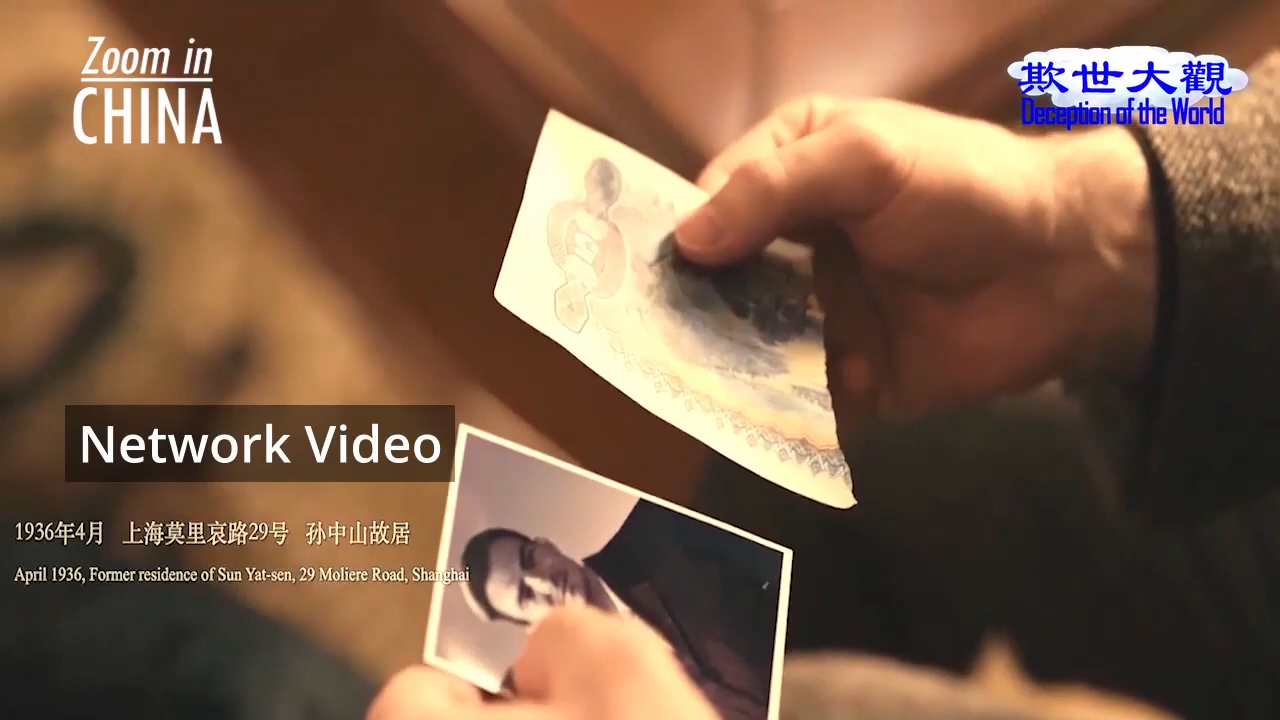 Zoom in
CHINA
欺世大觀
Deception of the World
Network Video
1936年4月 上海莫里哀路29号 孙中山故居
April 1936, Former residence of Sun Yat-sen, 29 Moliere Road, Shanghai